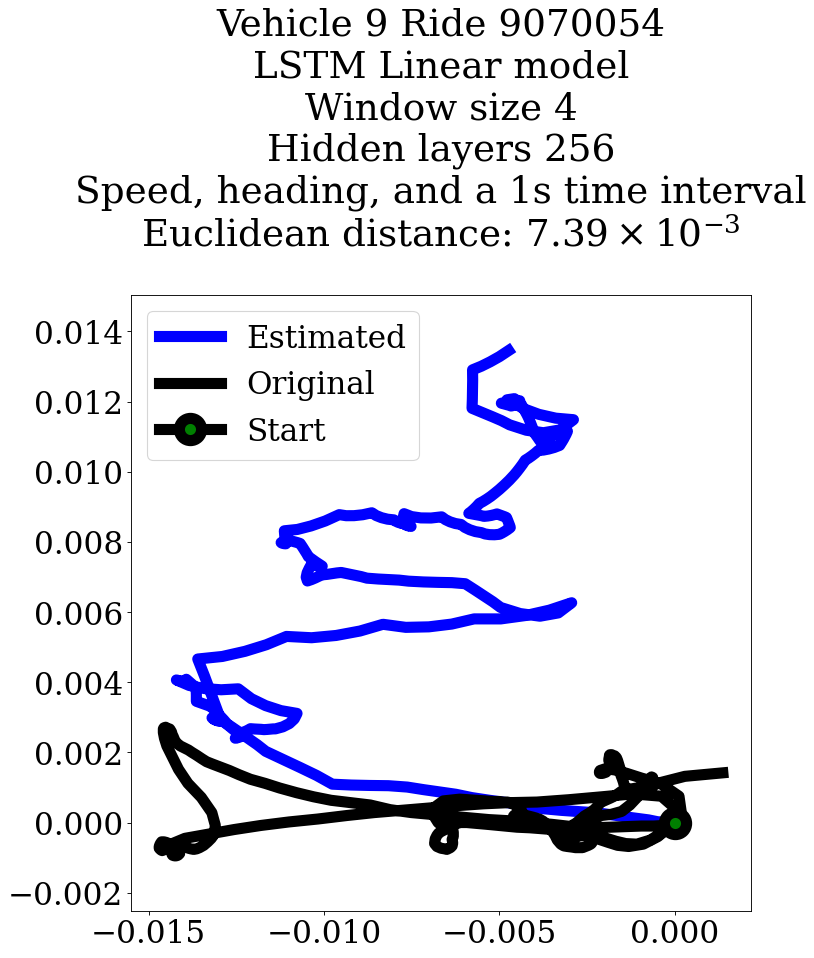 Vehicle 9 Ride 9070054
LSTM Linear model
Window size 4
Hidden layers 256
Speed, heading, and a 1s time interval
Euclidean distance: 7.39 × 10⁻³
Estimated
Original
Start
0.014
0.012
0.010
0.008
0.006
0.004
0.002
0.000
−0.002
−0.015 −0.010 −0.005 0.000